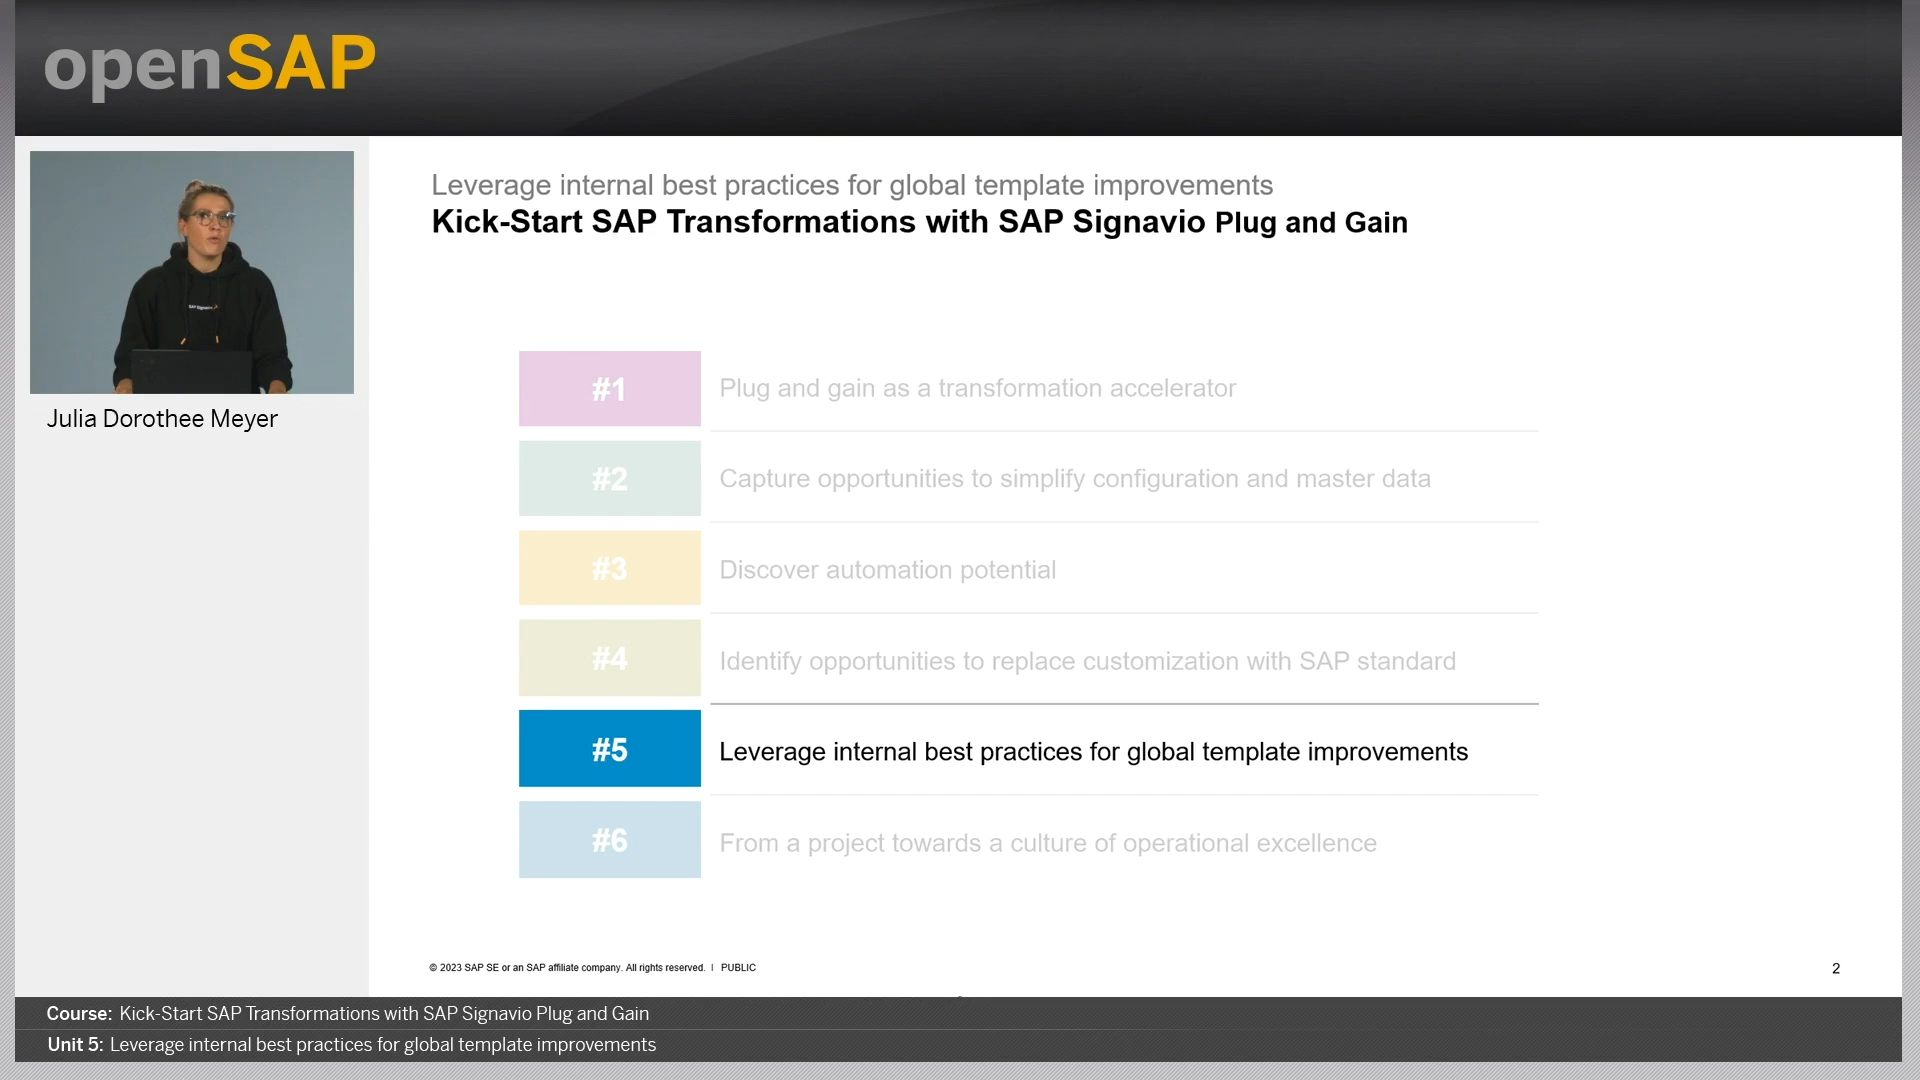 openSAP
Leverage internal best practices for global template improvements
Kick-Start SAP Transformations with SAP Signavio Plug and Gain
Julia Dorothee Meyer
#1 Plug and gain as a transformation accelerator
#2 Capture opportunities to simplify configuration and master data
#3 Discover automation potential
#4 Identify opportunities to replace customization with SAP standard
#5 Leverage internal best practices for global template improvements
#6 From a project towards a culture of operational excellence
© 2023 SAP SE or an SAP affiliate company. All rights reserved. | PUBLIC
2
Course: Kick-Start SAP Transformations with SAP Signavio Plug and Gain
Unit 5: Leverage internal best practices for global template improvements